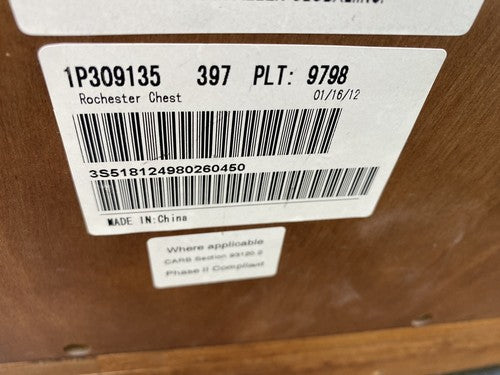 1P309135 397 PLT: 9798
Rochester Chest 01/16/12
3S518124980260450
MADE IN:China
Where applicable
CARB Section 93120.2
Phase II Compliant